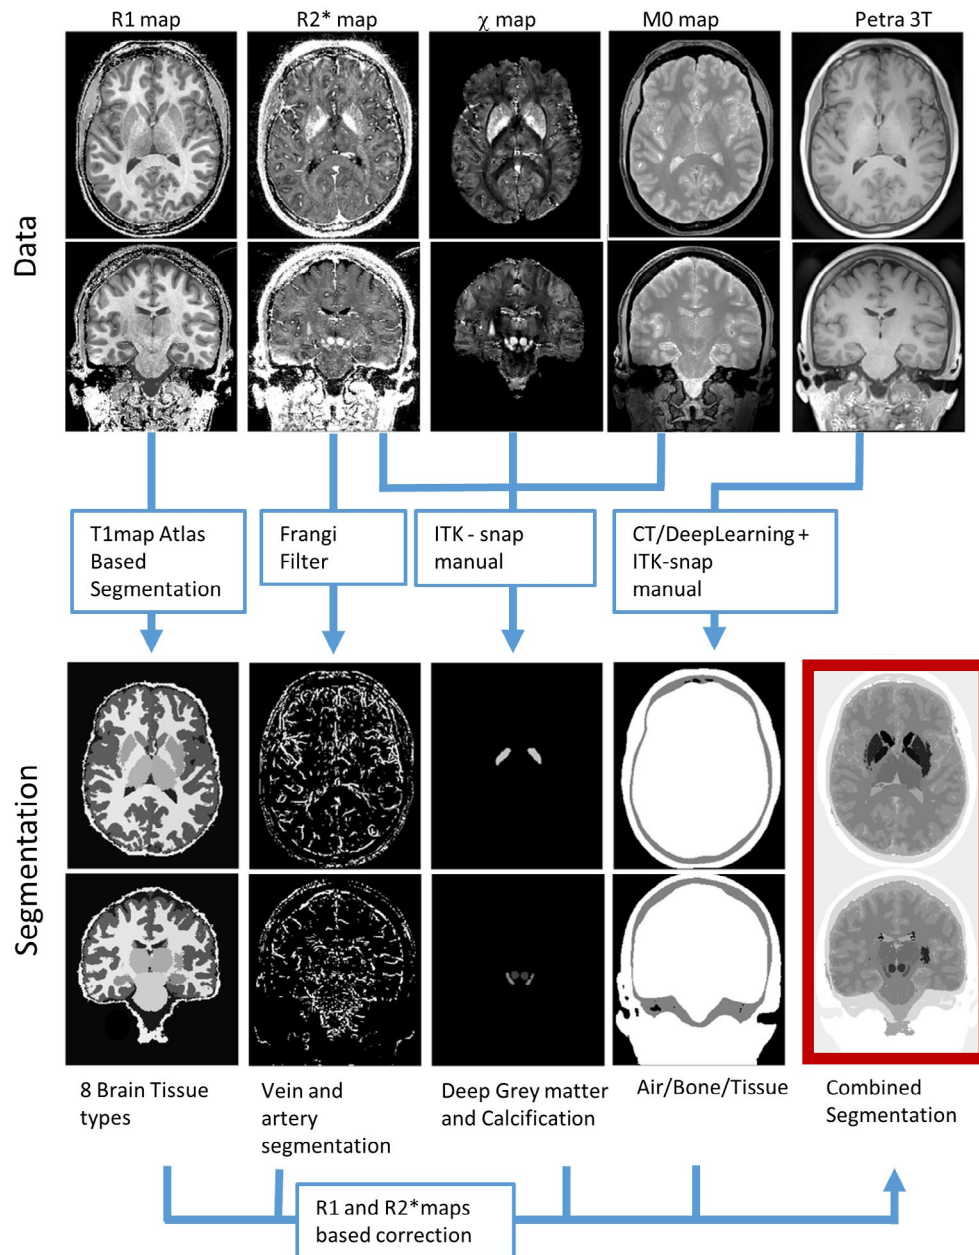 R1 map
R2* map
χ map
M0 map
Petra 3T
Data
T1map Atlas
Based
Segmentation
Frangi
Filter
ITK - snap
manual
CT/DeepLearning +
ITK-snap
manual
Segmentation
8 Brain Tissue
types
Vein and
artery
segmentation
Deep Grey matter
and Calcification
Air/Bone/Tissue
Combined
Segmentation
R1 and R2*maps
based correction